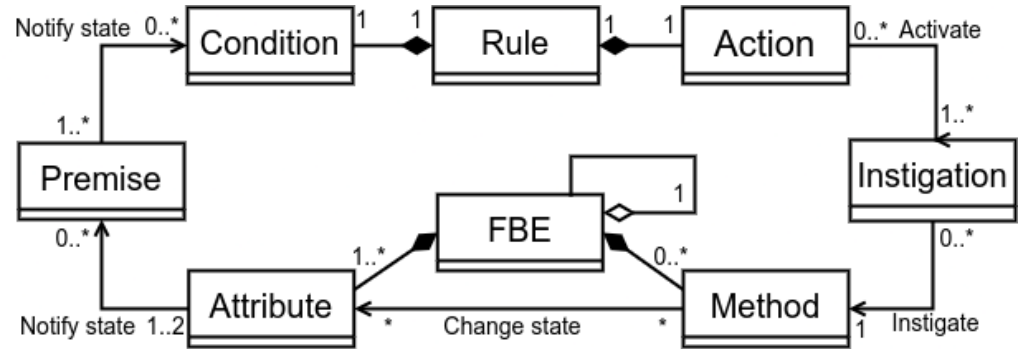 Notify state 0..*
Condition
1
1
Rule
1
1
Action
0..* Activate
1..*
1..*
Premise
Instigation
1
FBE
0..*
0..*
1..*
0..*
Attribute
Method
Notify state 1..2
*
Change state
*
1
Instigate